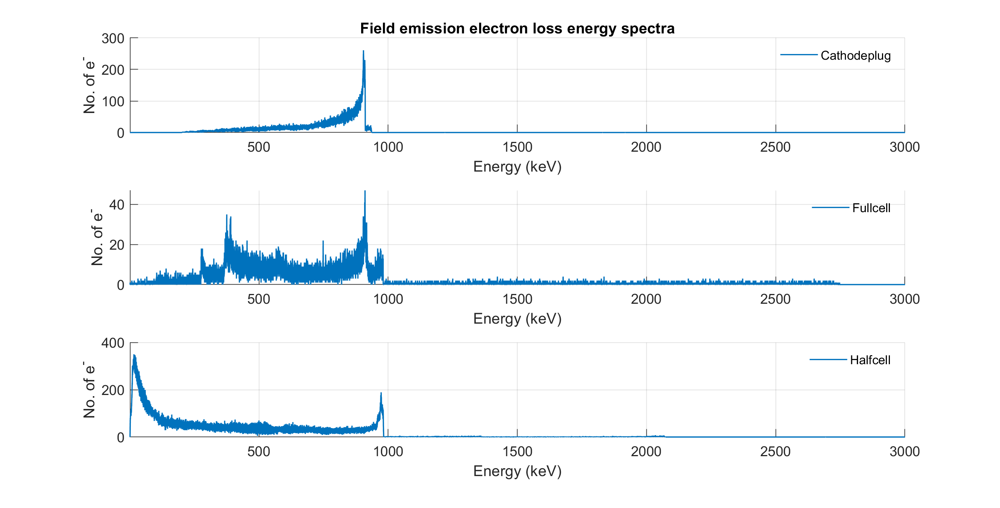 Field emission electron loss energy spectra
300
200
100
0
No. of e⁻
Cathodeplug
500 1000 1500 2000 2500 3000
Energy (keV)
40
20
0
No. of e⁻
Fullcell
500 1000 1500 2000 2500 3000
Energy (keV)
400
200
0
No. of e⁻
Halfcell
500 1000 1500 2000 2500 3000
Energy (keV)